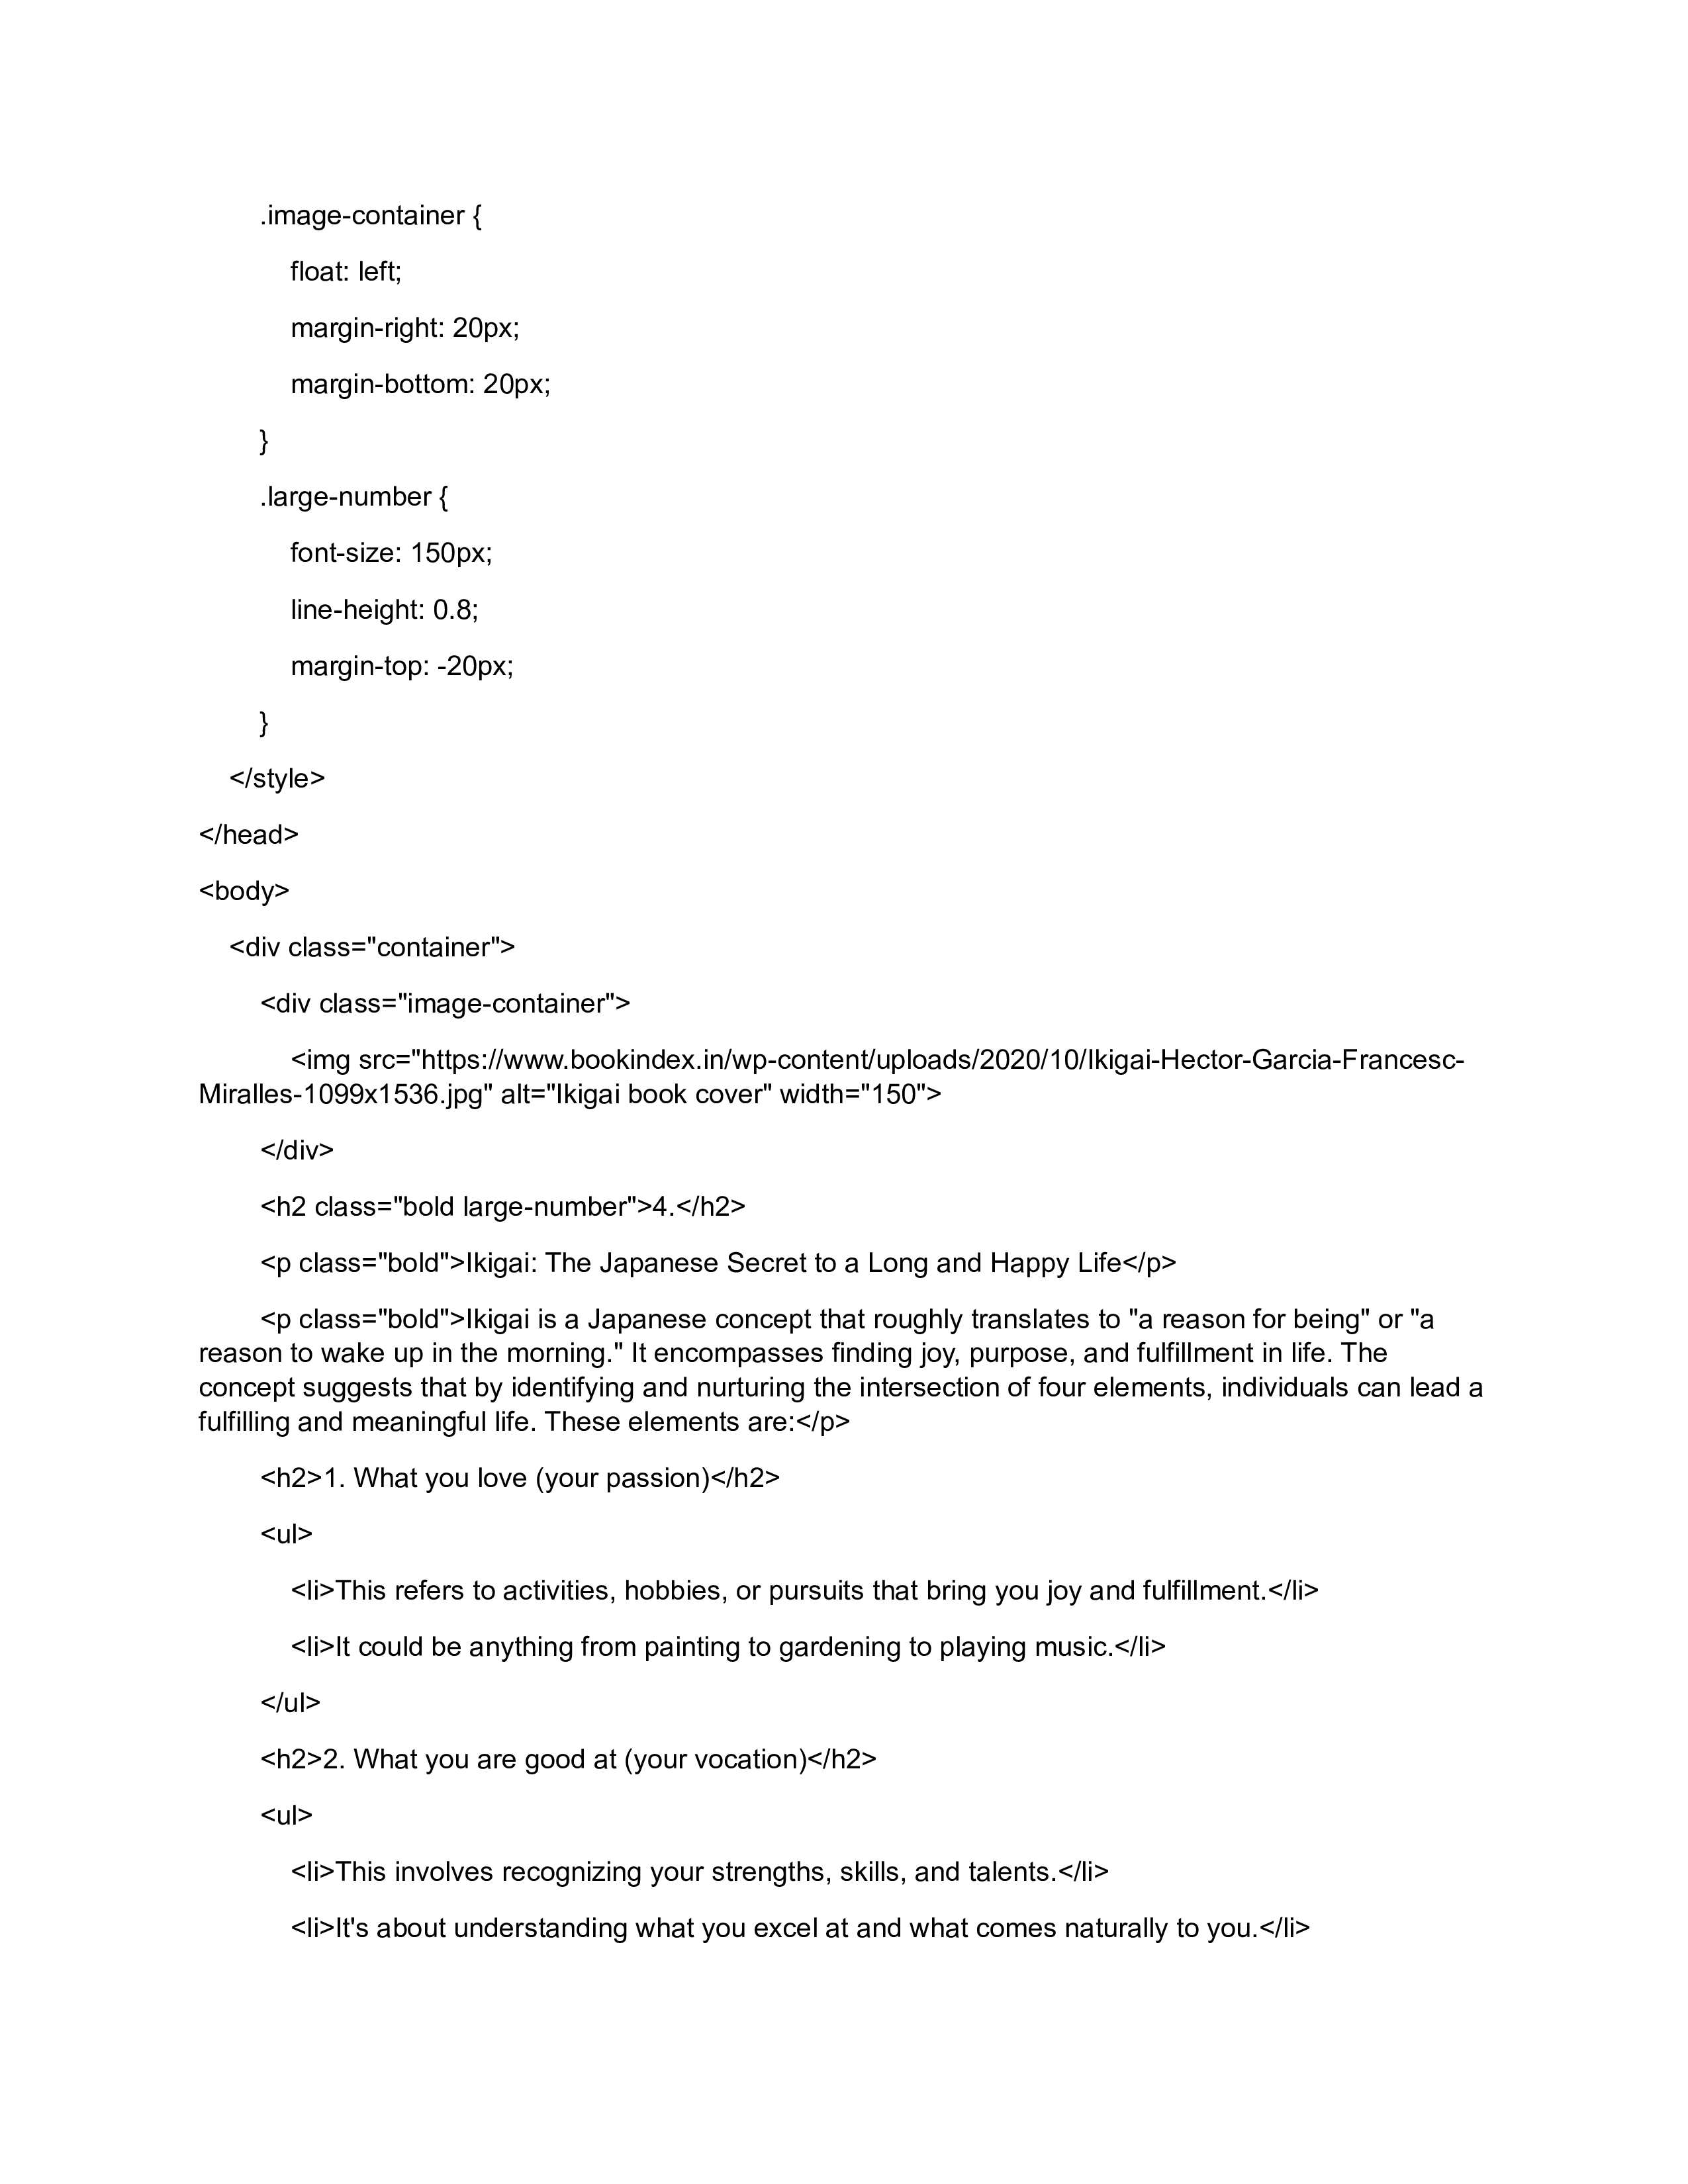 .image-container {
float: left;
margin-right: 20px;
margin-bottom: 20px;
}
.large-number {
font-size: 150px;
line-height: 0.8;
margin-top: -20px;
}
</style>
</head>
<body>
<div class="container">
<div class="image-container">
<img src="https://www.bookindex.in/wp-content/uploads/2020/10/Ikigai-Hector-Garcia-Francesc-
Miralles-1099x1536.jpg" alt="Ikigai book cover" width="150">
</div>
<h2 class="bold large-number">4.</h2>
<p class="bold">Ikigai: The Japanese Secret to a Long and Happy Life</p>
<p class="bold">Ikigai is a Japanese concept that roughly translates to "a reason for being" or "a
reason to wake up in the morning." It encompasses finding joy, purpose, and fulfillment in life. The
concept suggests that by identifying and nurturing the intersection of four elements, individuals can lead a
fulfilling and meaningful life. These elements are:</p>
<h2>1. What you love (your passion)</h2>
<ul>
<li>This refers to activities, hobbies, or pursuits that bring you joy and fulfillment.</li>
<li>It could be anything from painting to gardening to playing music.</li>
</ul>
<h2>2. What you are good at (your vocation)</h2>
<ul>
<li>This involves recognizing your strengths, skills, and talents.</li>
<li>It's about understanding what you excel at and what comes naturally to you.</li>